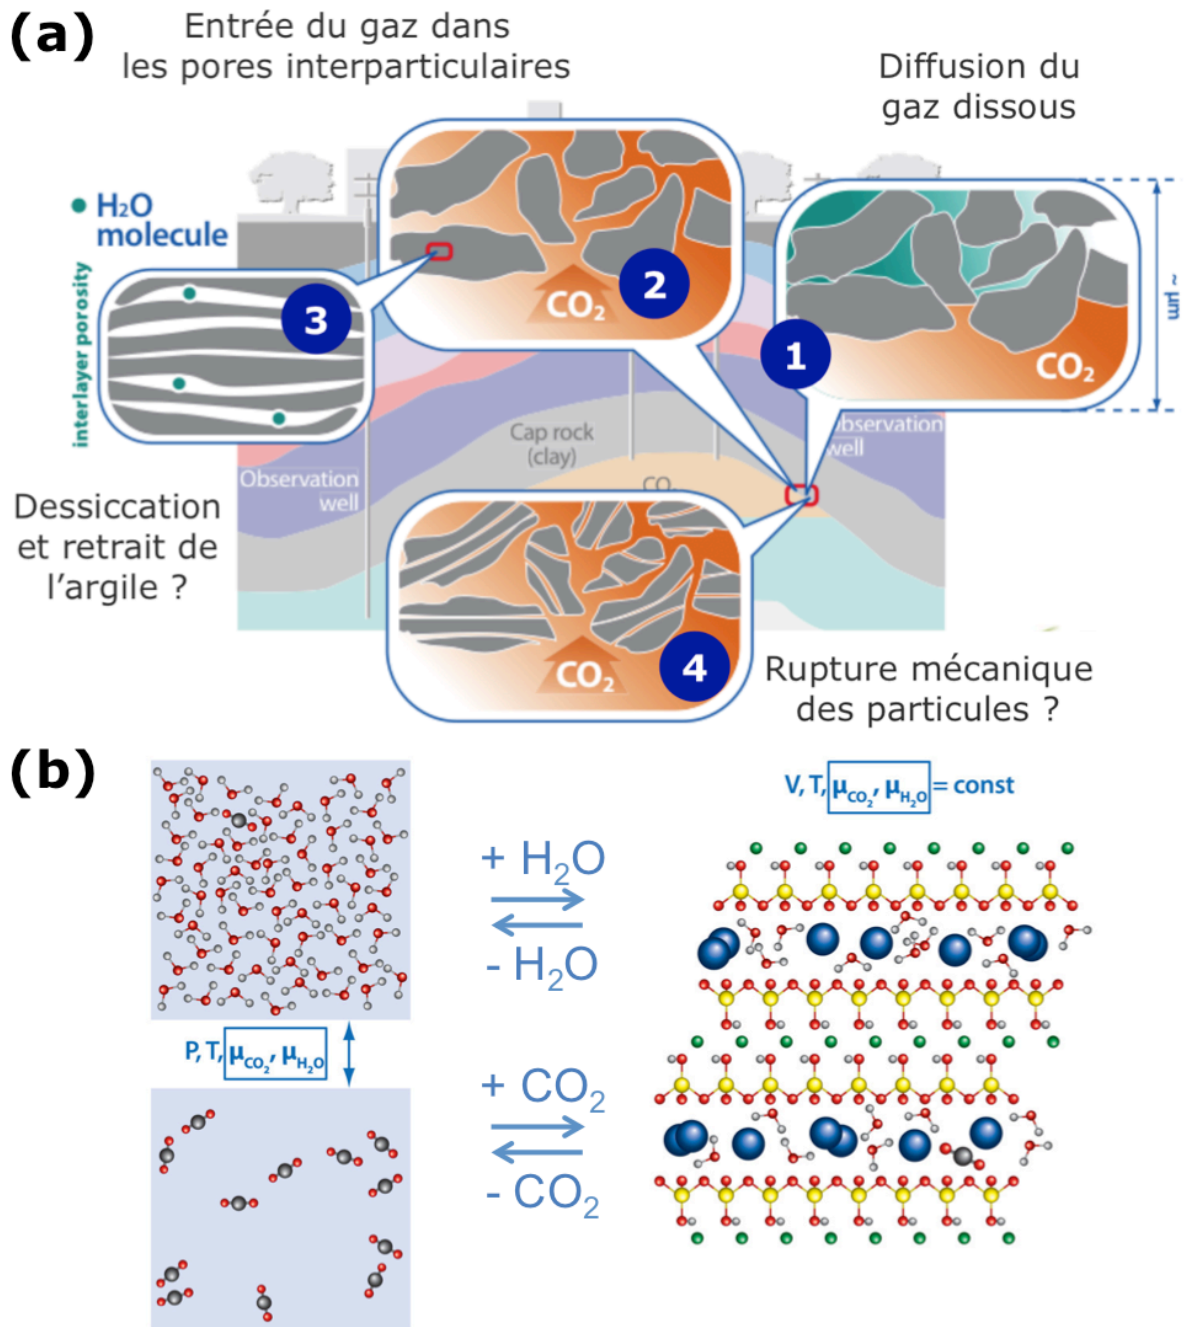 (a)
Entrée du gaz dans
les pores interparticulaires
Diffusion du
gaz dissous
H₂O
molecule
interlayer porosity
3
CO₂
2
1
CO₂
~ µm
Cap rock
(clay)
Observation
well
Observation
well
CO₂
Dessiccation
et retrait de
l'argile ?
CO₂
4
Rupture mécanique
des particules ?
(b)
V, T, μCO₂, μH₂O = const
+ H₂O
- H₂O
P, T, μCO₂, μH₂O
+ CO₂
- CO₂